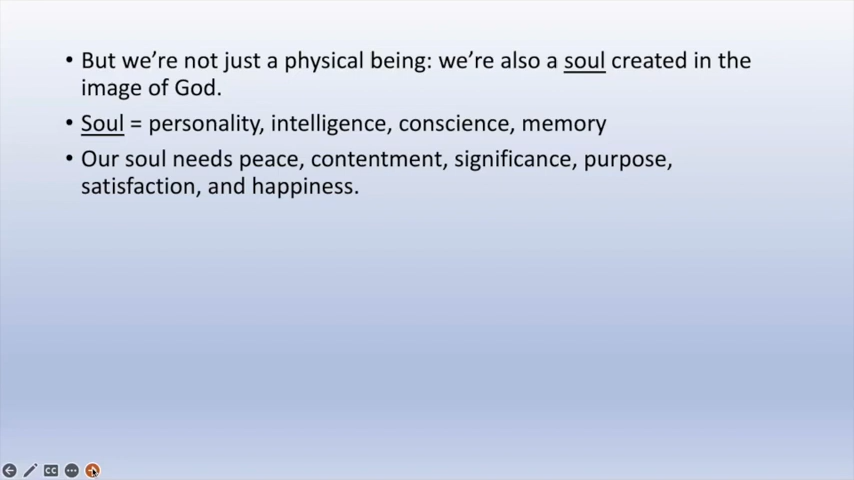 • But we’re not just a physical being: we’re also a soul created in the
image of God.
• Soul = personality, intelligence, conscience, memory
• Our soul needs peace, contentment, significance, purpose,
satisfaction, and happiness.
CC